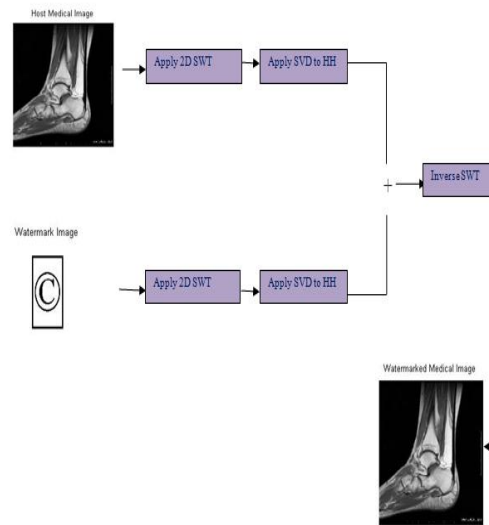 Host Medical Image
Apply 2D SWT
Apply SVD to HH
+
Inverse SWT
Watermark Image
©
Apply 2D SWT
Apply SVD to HH
Watermarked Medical Image